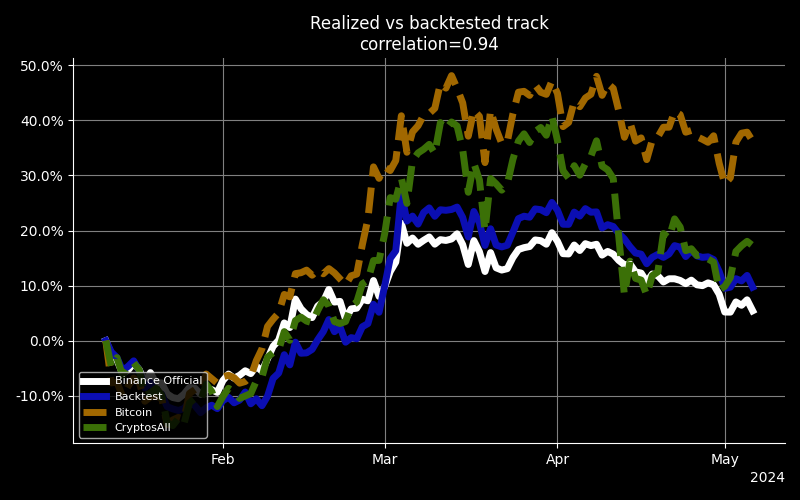 Realized vs backtested track
correlation=0.94
50.0%
40.0%
30.0%
20.0%
10.0%
0.0%
-10.0%
Binance Official
Backtest
Bitcoin
CryptosAll
Feb
Mar
Apr
May
2024